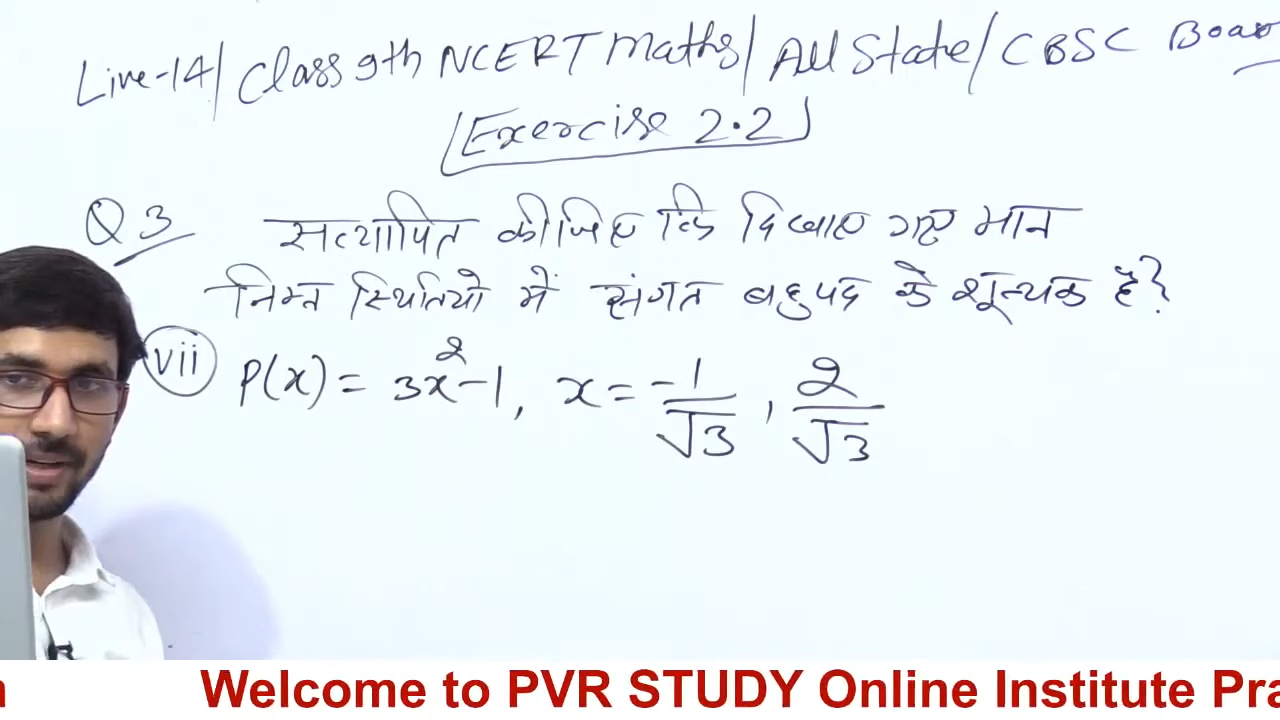 Live-14/ Class 9th NCERT Maths/ All State/ CBSC Boar
Exercise 2.2
Q 3 सत्यापित कीजिए कि दिखाए गए मान
निम्न स्थितियो में संगत बहुपद के शून्यक है?
vii P(x) = 3x²-1, x = -1/√3 , 2/√3
n Welcome to PVR STUDY Online Institute Pra